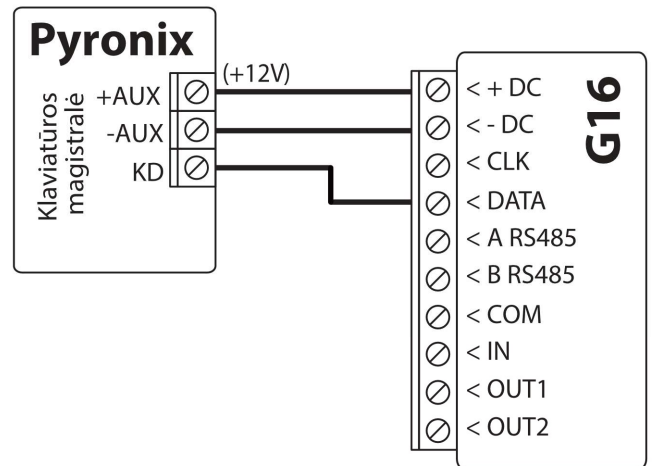 Pyronix
Klaviatūros
magistralė
+AUX
-AUX
KD
(+12V)
G16
< + DC
< - DC
< CLK
< DATA
< A RS485
< B RS485
< COM
< IN
< OUT1
< OUT2